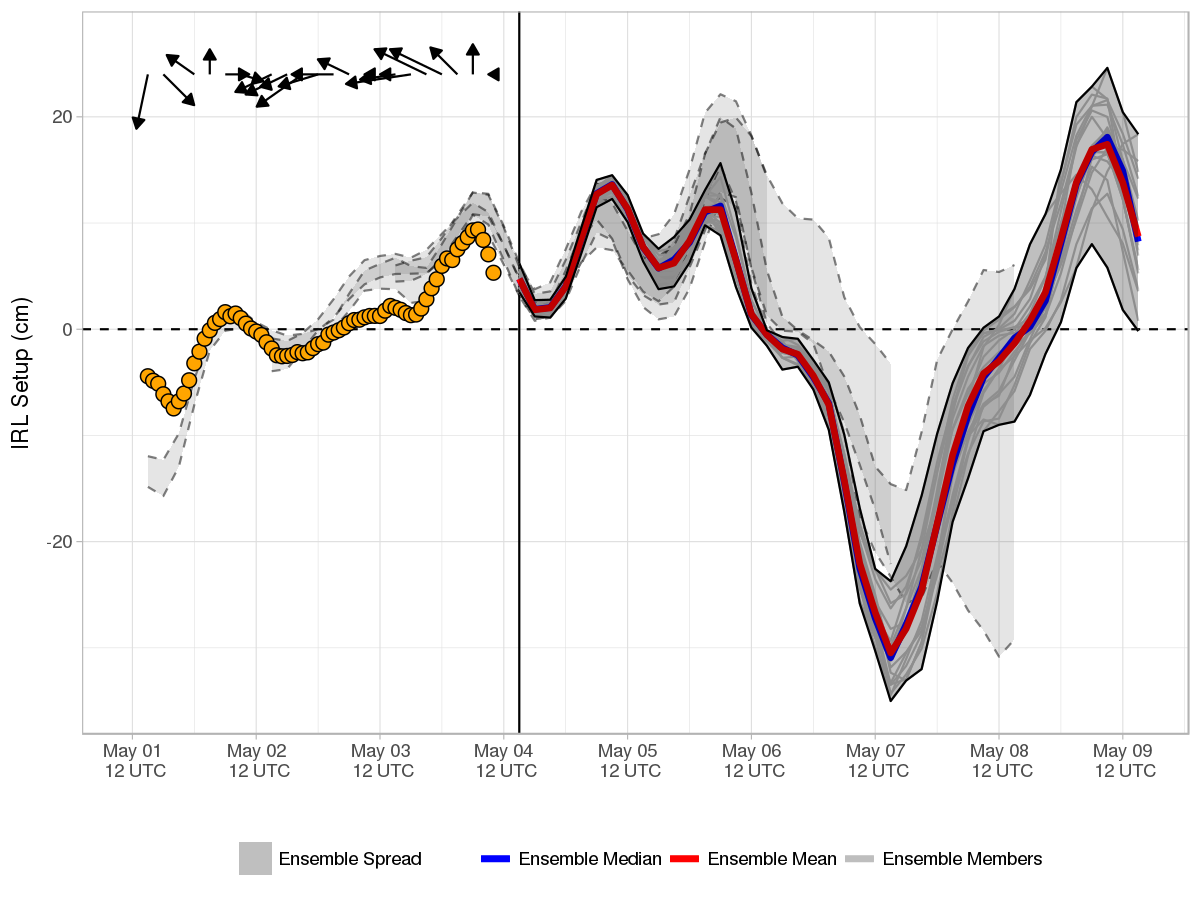 IRL Setup (cm)
20
0
-20
May 01
12 UTC
May 02
12 UTC
May 03
12 UTC
May 04
12 UTC
May 05
12 UTC
May 06
12 UTC
May 07
12 UTC
May 08
12 UTC
May 09
12 UTC
Ensemble Spread
Ensemble Median
Ensemble Mean
Ensemble Members